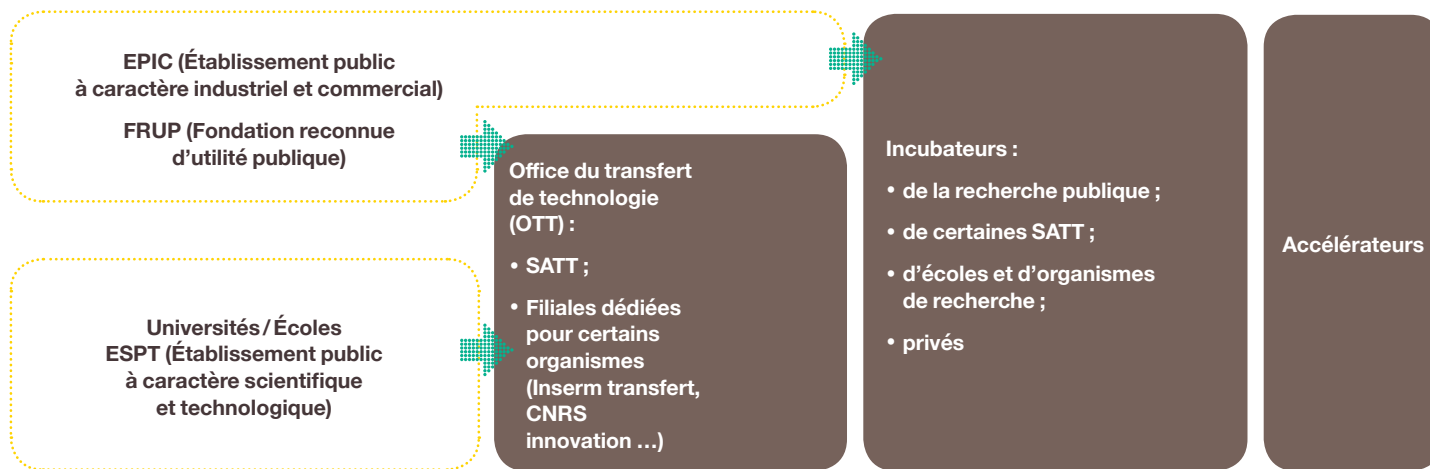 EPIC (Établissement public
à caractère industriel et commercial)
FRUP (Fondation reconnue
d'utilité publique)
Universités / Écoles
ESPT (Établissement public
à caractère scientifique
et technologique)
Office du transfert
de technologie
(OTT) :
• SATT ;
• Filiales dédiées
pour certains
organismes
(Inserm transfert,
CNRS
innovation ...)
Incubateurs :
• de la recherche publique ;
• de certaines SATT ;
• d'écoles et d'organismes
de recherche ;
• privés
Accélérateurs